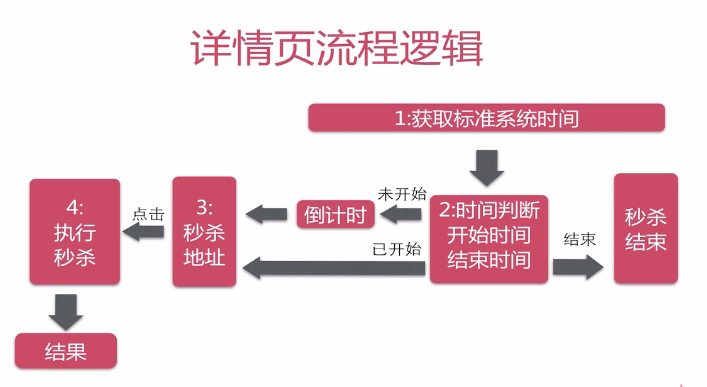 详情页流程逻辑
1:获取标准系统时间
4:
执行
秒杀
点击
3:
秒杀
地址
倒计时
未开始
已开始
2:时间判断
开始时间
结束时间
结束
秒杀
结束
结果